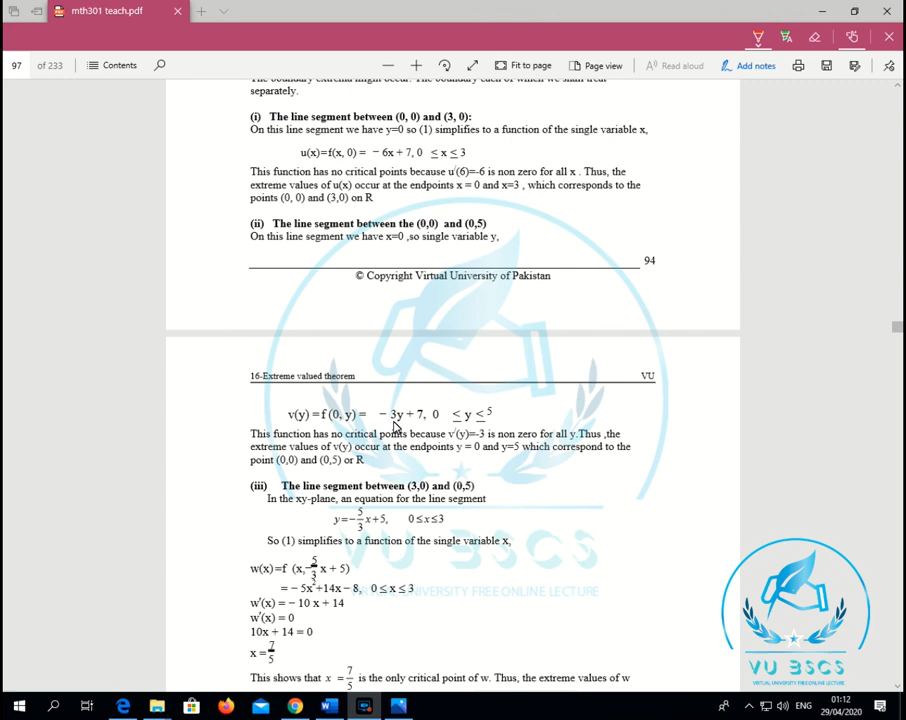 mth301 teach.pdf
97 of 233 Contents Fit to page Page view Read aloud Add notes
separately.
(i) The line segment between (0, 0) and (3, 0):
On this line segment we have y=0 so (1) simplifies to a function of the single variable x,
u(x)=f(x, 0) = − 6x + 7, 0 ≤ x ≤ 3
This function has no critical points because u′(6)=-6 is non zero for all x . Thus, the
extreme values of u(x) occur at the endpoints x = 0 and x=3 , which corresponds to the
points (0, 0) and (3,0) on R
(ii) The line segment between the (0,0) and (0,5)
On this line segment we have x=0 ,so single variable y,
94
© Copyright Virtual University of Pakistan
16-Extreme valued theorem VU
v(y) =f (0, y) = − 3y + 7, 0 ≤ y ≤ 5
This function has no critical points because v′(y)=-3 is non zero for all y.Thus ,the
extreme values of v(y) occur at the endpoints y = 0 and y=5 which correspond to the
point (0,0) and (0,5) or R
(iii) The line segment between (3,0) and (0,5)
In the xy-plane, an equation for the line segment
y=−5/3x+5, 0≤x≤3
So (1) simplifies to a function of the single variable x,
w(x)=f (x,−5/3 x + 5)
= − 5x²+14x − 8, 0 ≤ x ≤ 3
w′(x) = − 10 x + 14
w′(x) = 0
10x + 14 = 0
x = 7/5
This shows that x = 7/5 is the only critical point of w. Thus, the extreme values of w
VU BSCS
VIRTUAL UNIVERSITY FREE ONLINE LECTURE
VU BSCS
VIRTUAL UNIVERSITY FREE ONLINE LECTURE
ENG
01:12
29/04/2020